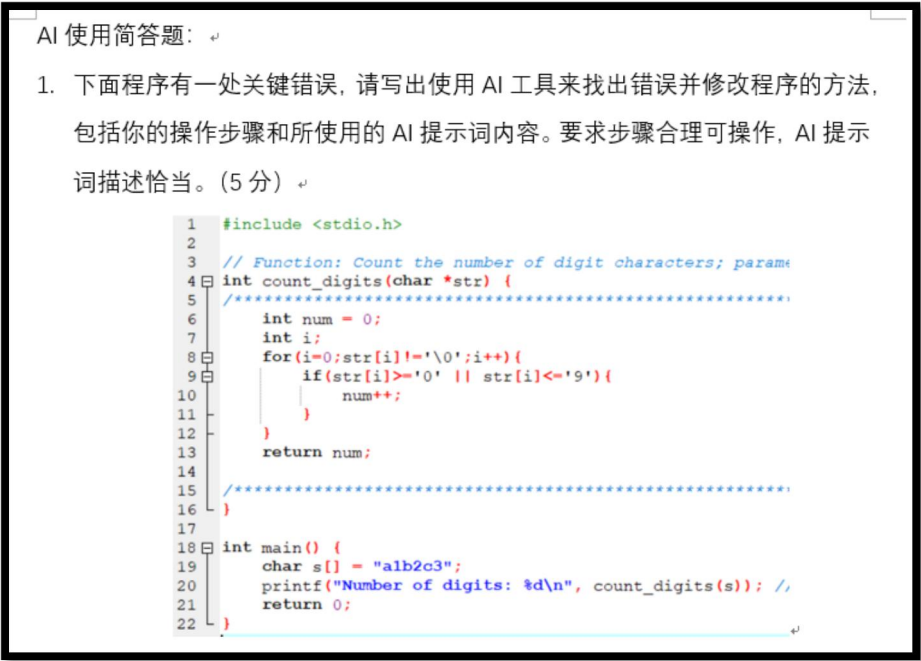 AI 使用简答题：
1. 下面程序有一处关键错误，请写出使用 AI 工具来找出错误并修改程序的方法，
包括你的操作步骤和所使用的 AI 提示词内容。要求步骤合理可操作，AI 提示
词描述恰当。（5 分）
1 #include <stdio.h>
2
3 // Function: Count the number of digit characters; parame
4 int count_digits(char *str) {
5 /*********************************************************
6 int num = 0;
7 int i;
8 for(i=0;str[i]!='\0';i++){
9 if(str[i]>='0' || str[i]<='9'){
10 num++;
11 }
12 }
13 return num;
14
15 /*********************************************************
16 }
17
18 int main() {
19 char s[] = "a1b2c3";
20 printf("Number of digits: %d\n", count_digits(s)); //
21 return 0;
22 }